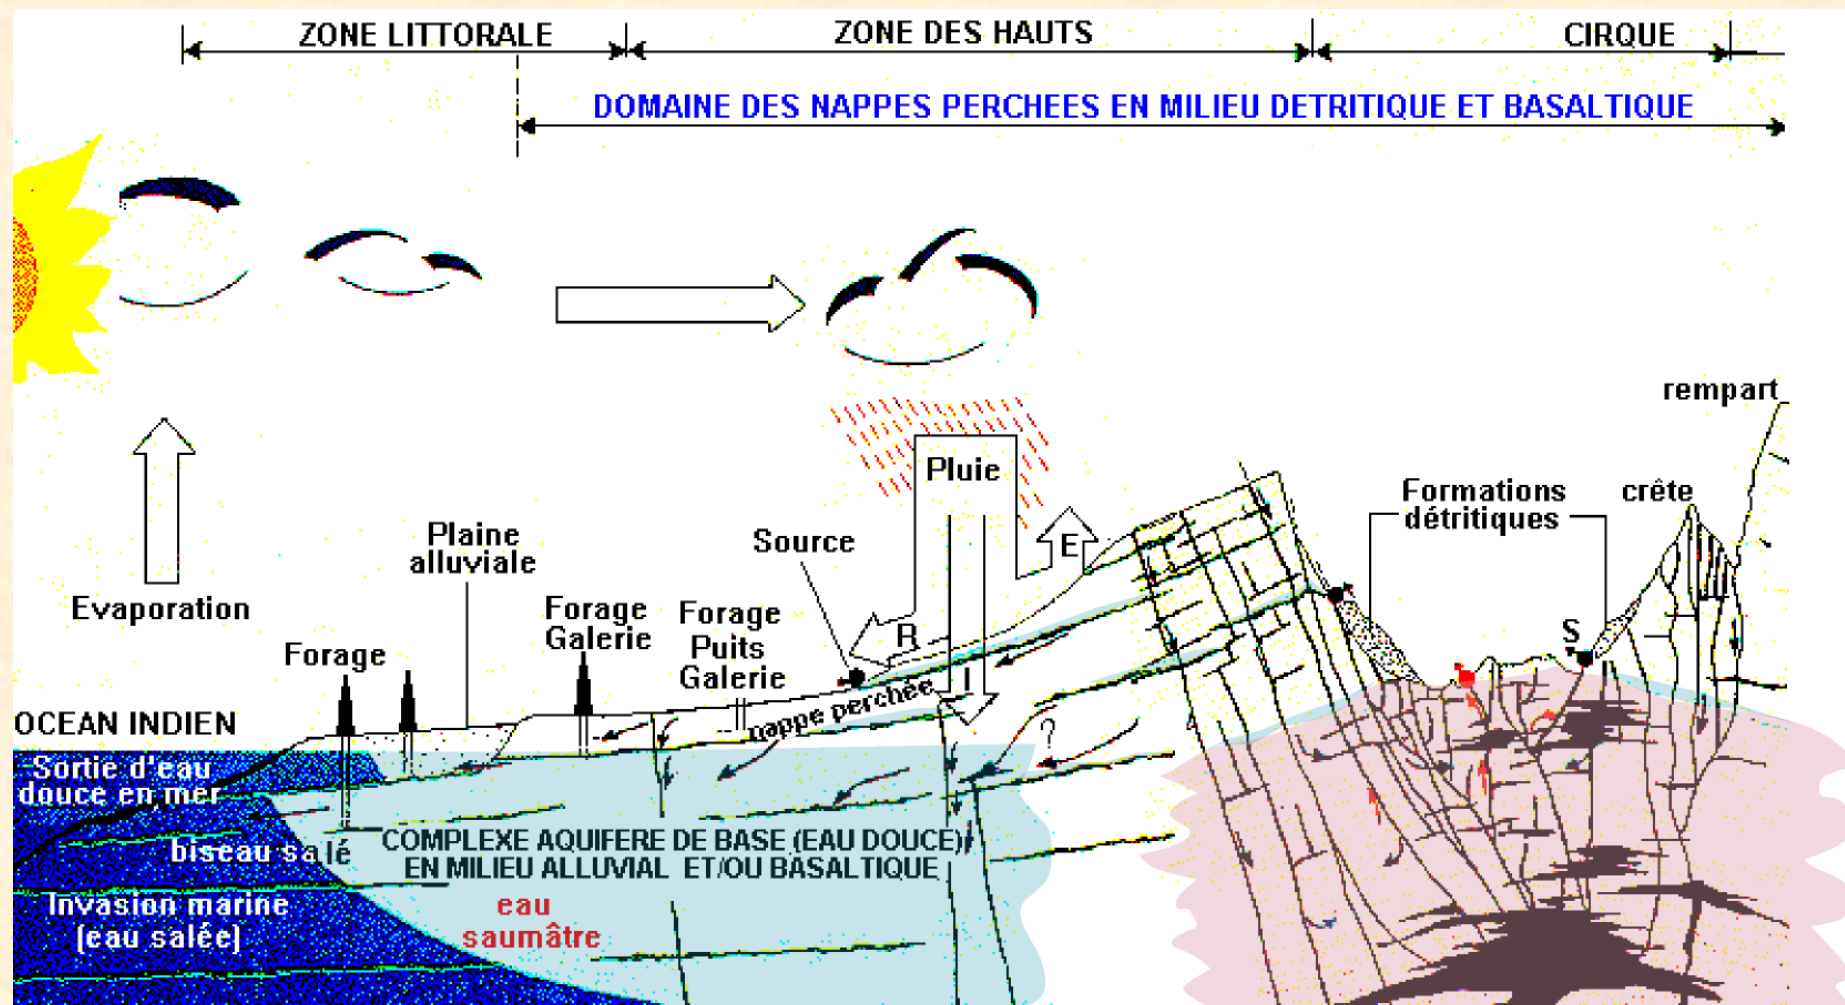 ZONE LITTORALE
ZONE DES HAUTS
CIRQUE
DOMAINE DES NAPPES PERCHEES EN MILIEU DETRITIQUE ET BASALTIQUE
rempart
Pluie
Formations
détritiques
crête
Plaine
alluviale
Source
E
Evaporation
Forage
Forage
Galerie
Forage
Puits
Galerie
R
S
I
nappe perchée
?
OCEAN INDIEN
Sortie d'eau
douce en mer
biseau salé
COMPLEXE AQUIFERE DE BASE (EAU DOUCE)
EN MILIEU ALLUVIAL ET/OU BASALTIQUE
Invasion marine
(eau salée)
eau
saumâtre